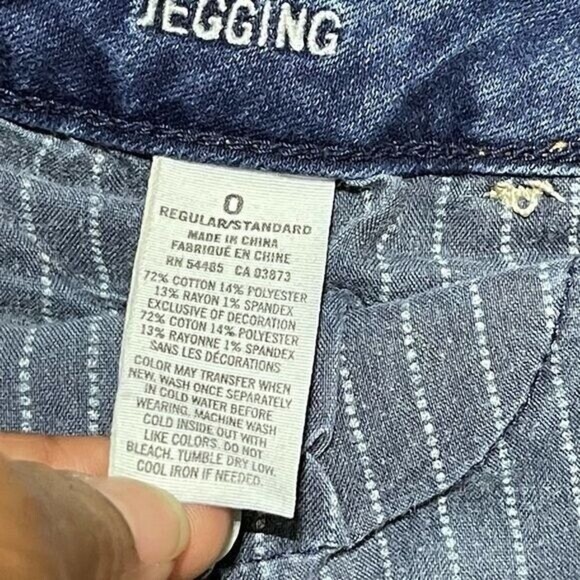 JEGGING
0
REGULAR/STANDARD
MADE IN CHINA
FABRIQUÉ EN CHINE
RN 54485 CA 03873
72% COTTON 14% POLYESTER
13% RAYON 1% SPANDEX
EXCLUSIVE OF DECORATION
72% COTTON 14% POLYESTER
13% RAYONNE 1% SPANDEX
SANS LES DÉCORATIONS
COLOR MAY TRANSFER WHEN
NEW. WASH ONCE SEPARATELY
IN COLD WATER BEFORE
WEARING. MACHINE WASH
COLD INSIDE OUT WITH
LIKE COLORS. DO NOT
BLEACH. TUMBLE DRY LOW.
COOL IRON IF NEEDED.